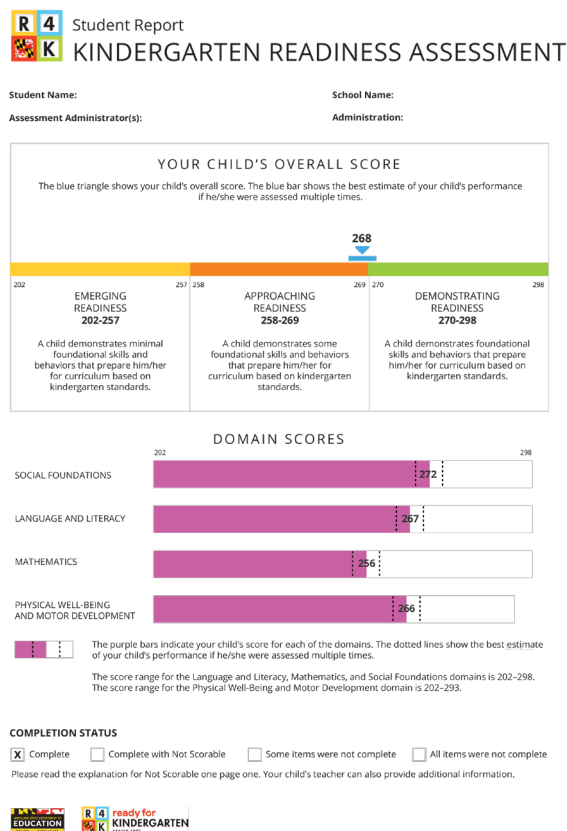 R 4 K
Student Report
KINDERGARTEN READINESS ASSESSMENT
Student Name:
School Name:
Assessment Administrator(s):
Administration:
YOUR CHILD'S OVERALL SCORE
The blue triangle shows your child's overall score. The blue bar shows the best estimate of your child's performance
if he/she were assessed multiple times.
268
202 257 258 269 270 298
EMERGING
READINESS
202-257
A child demonstrates minimal
foundational skills and
behaviors that prepare him/her
for curriculum based on
kindergarten standards.
APPROACHING
READINESS
258-269
A child demonstrates some
foundational skills and behaviors
that prepare him/her for
curriculum based on kindergarten
standards.
DEMONSTRATING
READINESS
270-298
A child demonstrates foundational
skills and behaviors that prepare
him/her for curriculum based on
kindergarten standards.
DOMAIN SCORES
202 298
SOCIAL FOUNDATIONS 272
LANGUAGE AND LITERACY 267
MATHEMATICS 256
PHYSICAL WELL-BEING
AND MOTOR DEVELOPMENT 266
The purple bars indicate your child's score for each of the domains. The dotted lines show the best estimate
of your child's performance if he/she were assessed multiple times.
The score range for the Language and Literacy, Mathematics, and Social Foundations domains is 202–298.
The score range for the Physical Well-Being and Motor Development domain is 202–293.
COMPLETION STATUS
X Complete Complete with Not Scorable Some items were not complete All items were not complete
Please read the explanation for Not Scorable one page one. Your child's teacher can also provide additional information.
EDUCATION
R 4 K ready for
KINDERGARTEN